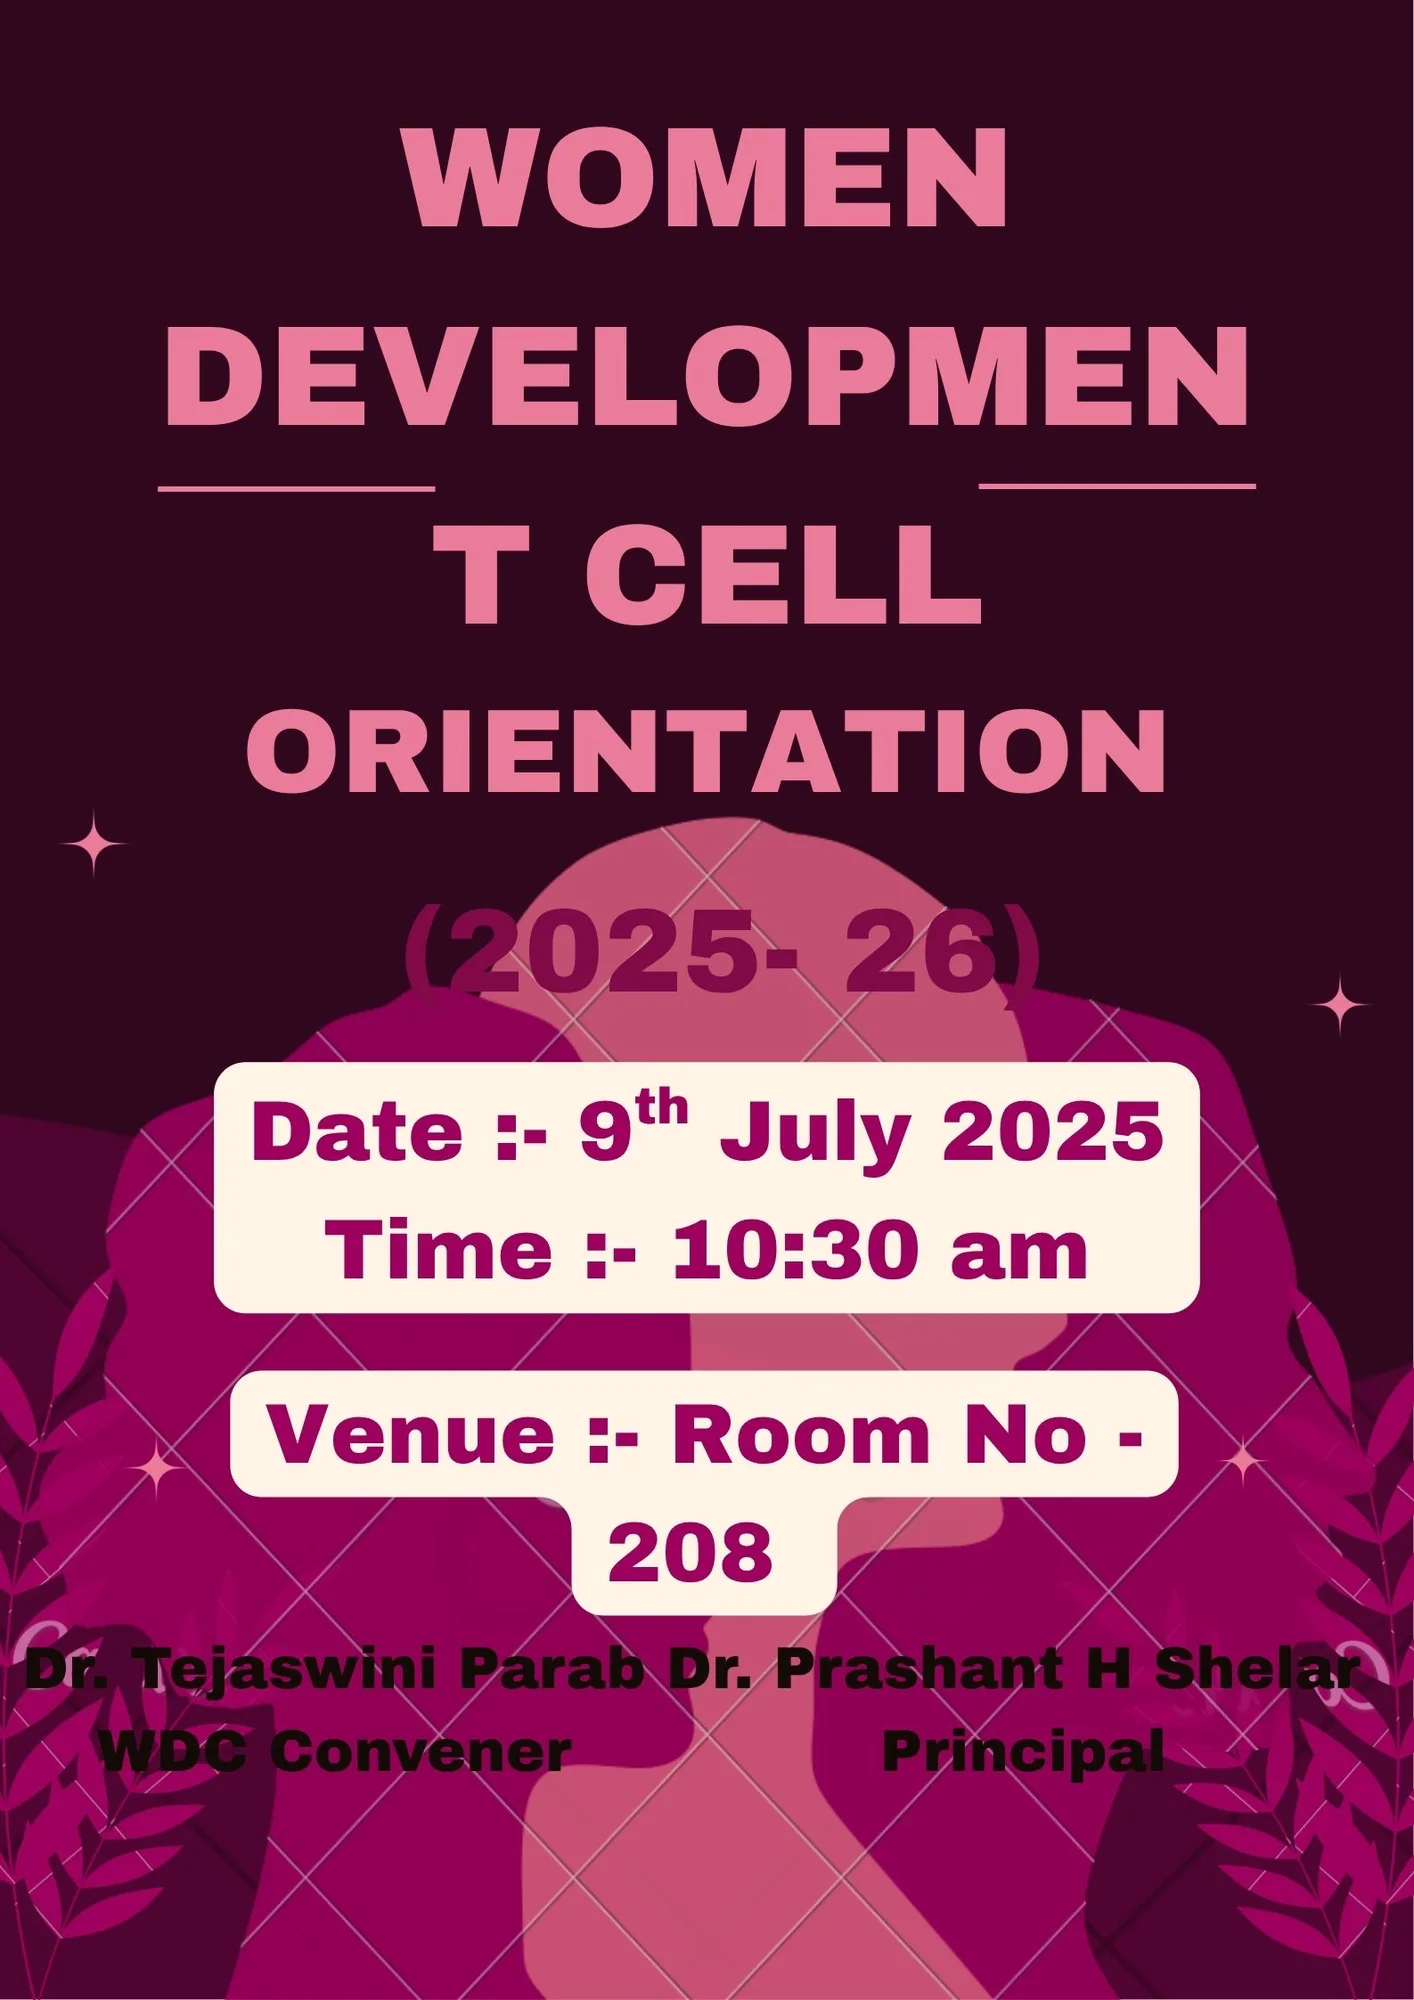 WOMEN
DEVELOPMEN
T CELL
ORIENTATION
(2025- 26)
Date :- 9th July 2025
Time :- 10:30 am
Venue :- Room No -
208
Dr. Tejaswini Parab Dr. Prashant H Shelar
WDC Convener Principal